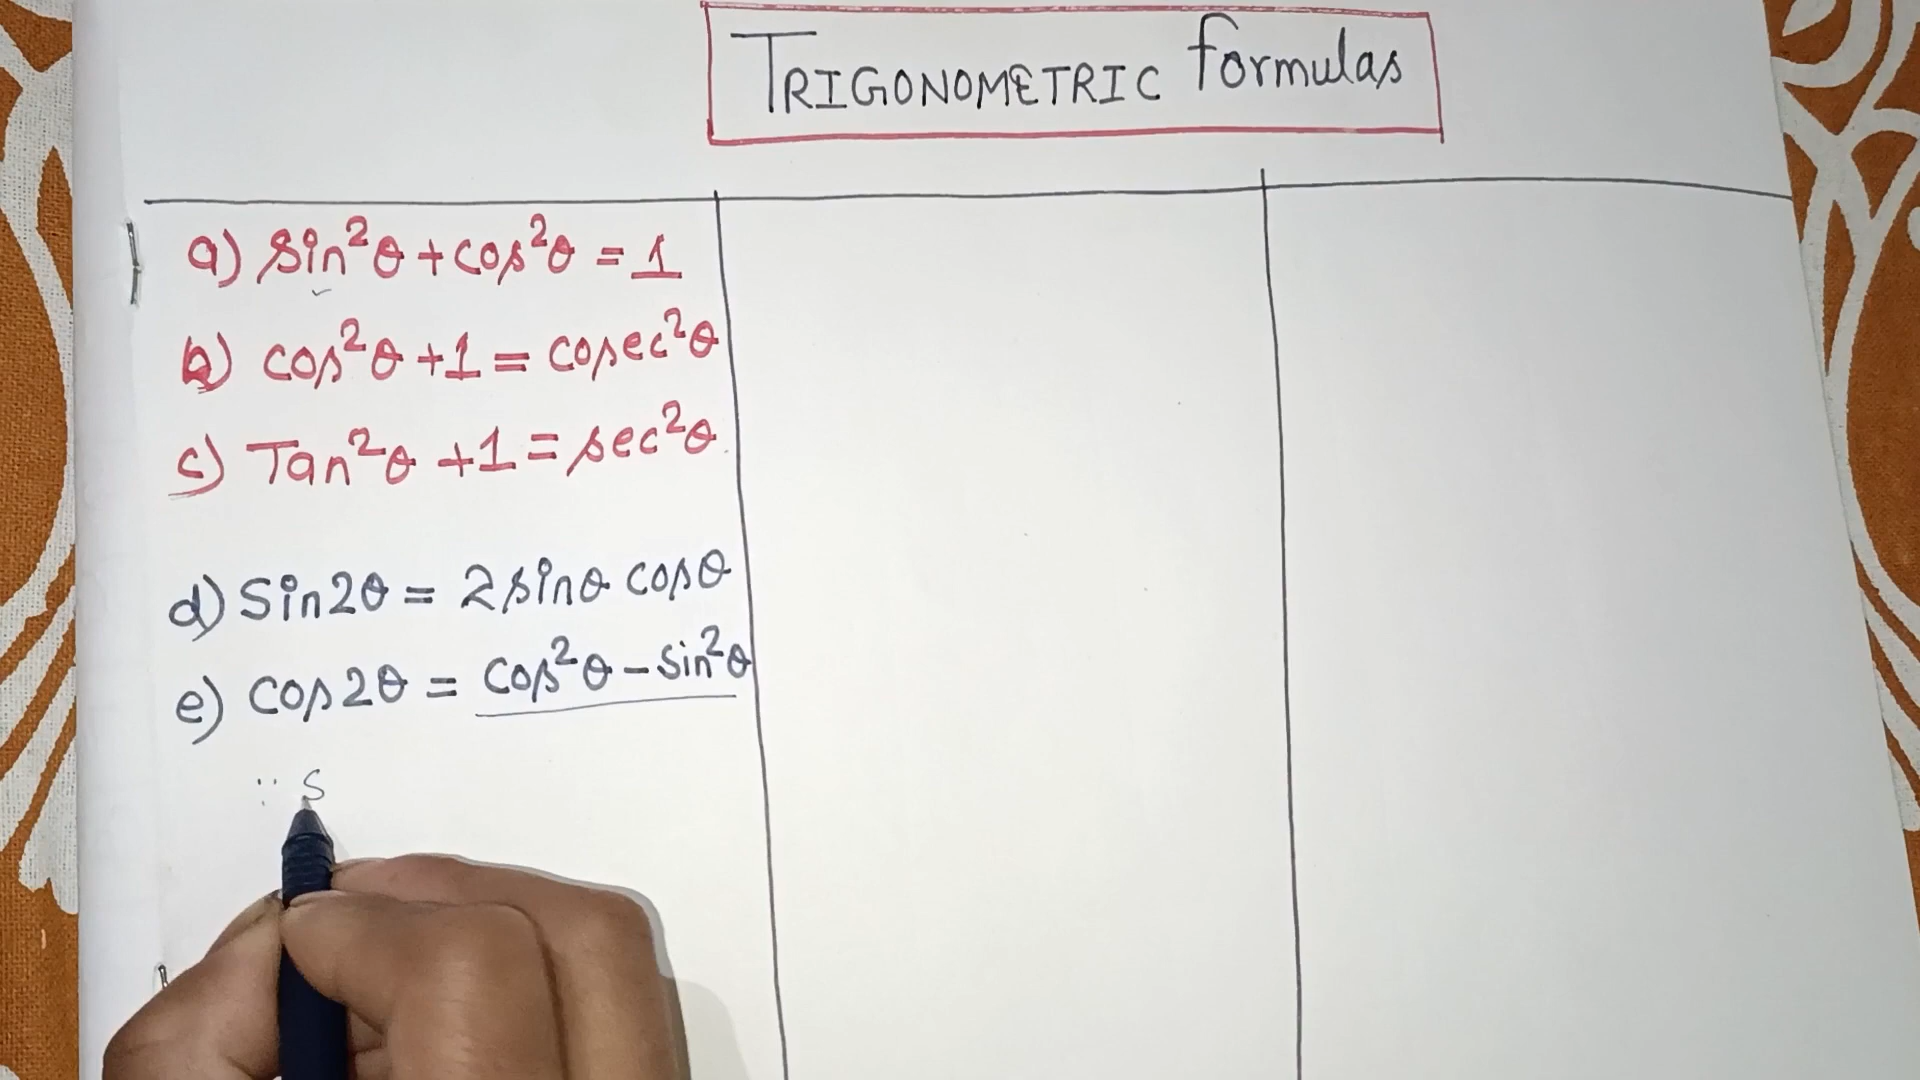 TRIGONOMETRIC formulas
a) sin²θ + cos²θ = 1
b) cos²θ + 1 = cosec²θ
c) Tan²θ + 1 = sec²θ
d) Sin2θ = 2sinθ cosθ
e) cos2θ = cos²θ – sin²θ
∵ S